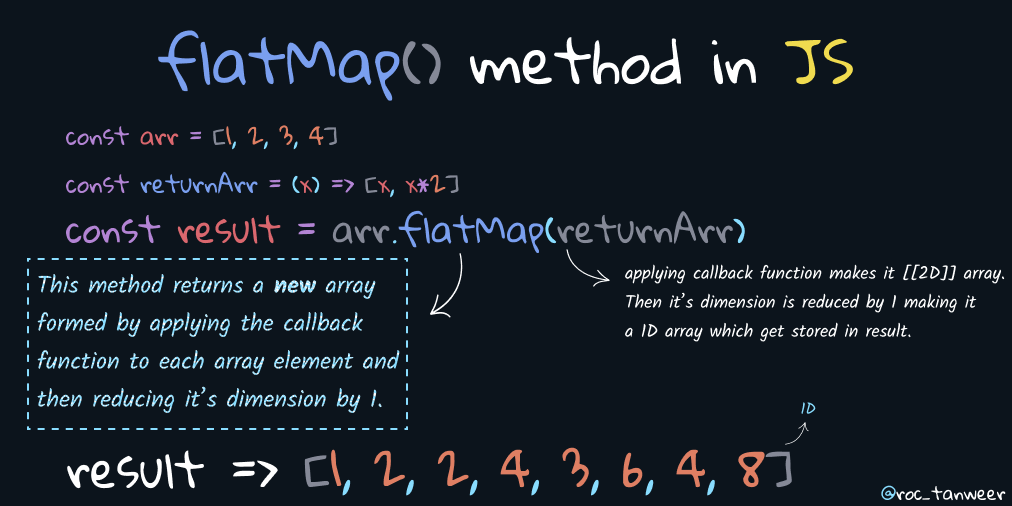 flatMap() method in JS
const arr = [1, 2, 3, 4]
const returnArr = (x) => [x, x*2]
const result = arr.flatMap(returnArr)
This method returns a new array
formed by applying the callback
function to each array element and
then reducing it's dimension by 1.
applying callback function makes it [[2D]] array.
Then it's dimension is reduced by 1 making it
a 1D array which get stored in result.
1D
result => [1, 2, 2, 4, 3, 6, 4, 8]
@roc_tanweer